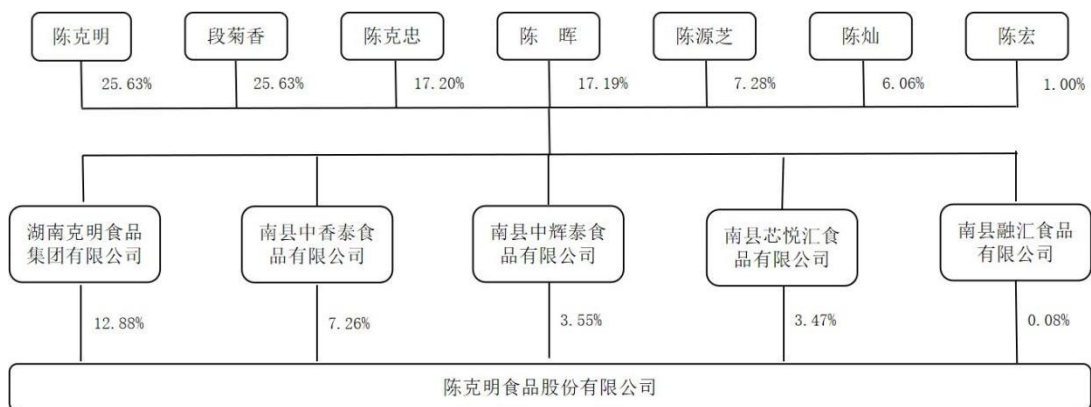 陈克明
段菊香
陈克忠
陈 晖
陈源芝
陈灿
陈宏
25.63%
25.63%
17.20%
17.19%
7.28%
6.06%
1.00%
湖南克明食品
集团有限公司
南县中香泰食
品有限公司
南县中辉泰食
品有限公司
南县芯悦汇食
品有限公司
南县融汇食品
有限公司
12.88%
7.26%
3.55%
3.47%
0.08%
陈克明食品股份有限公司